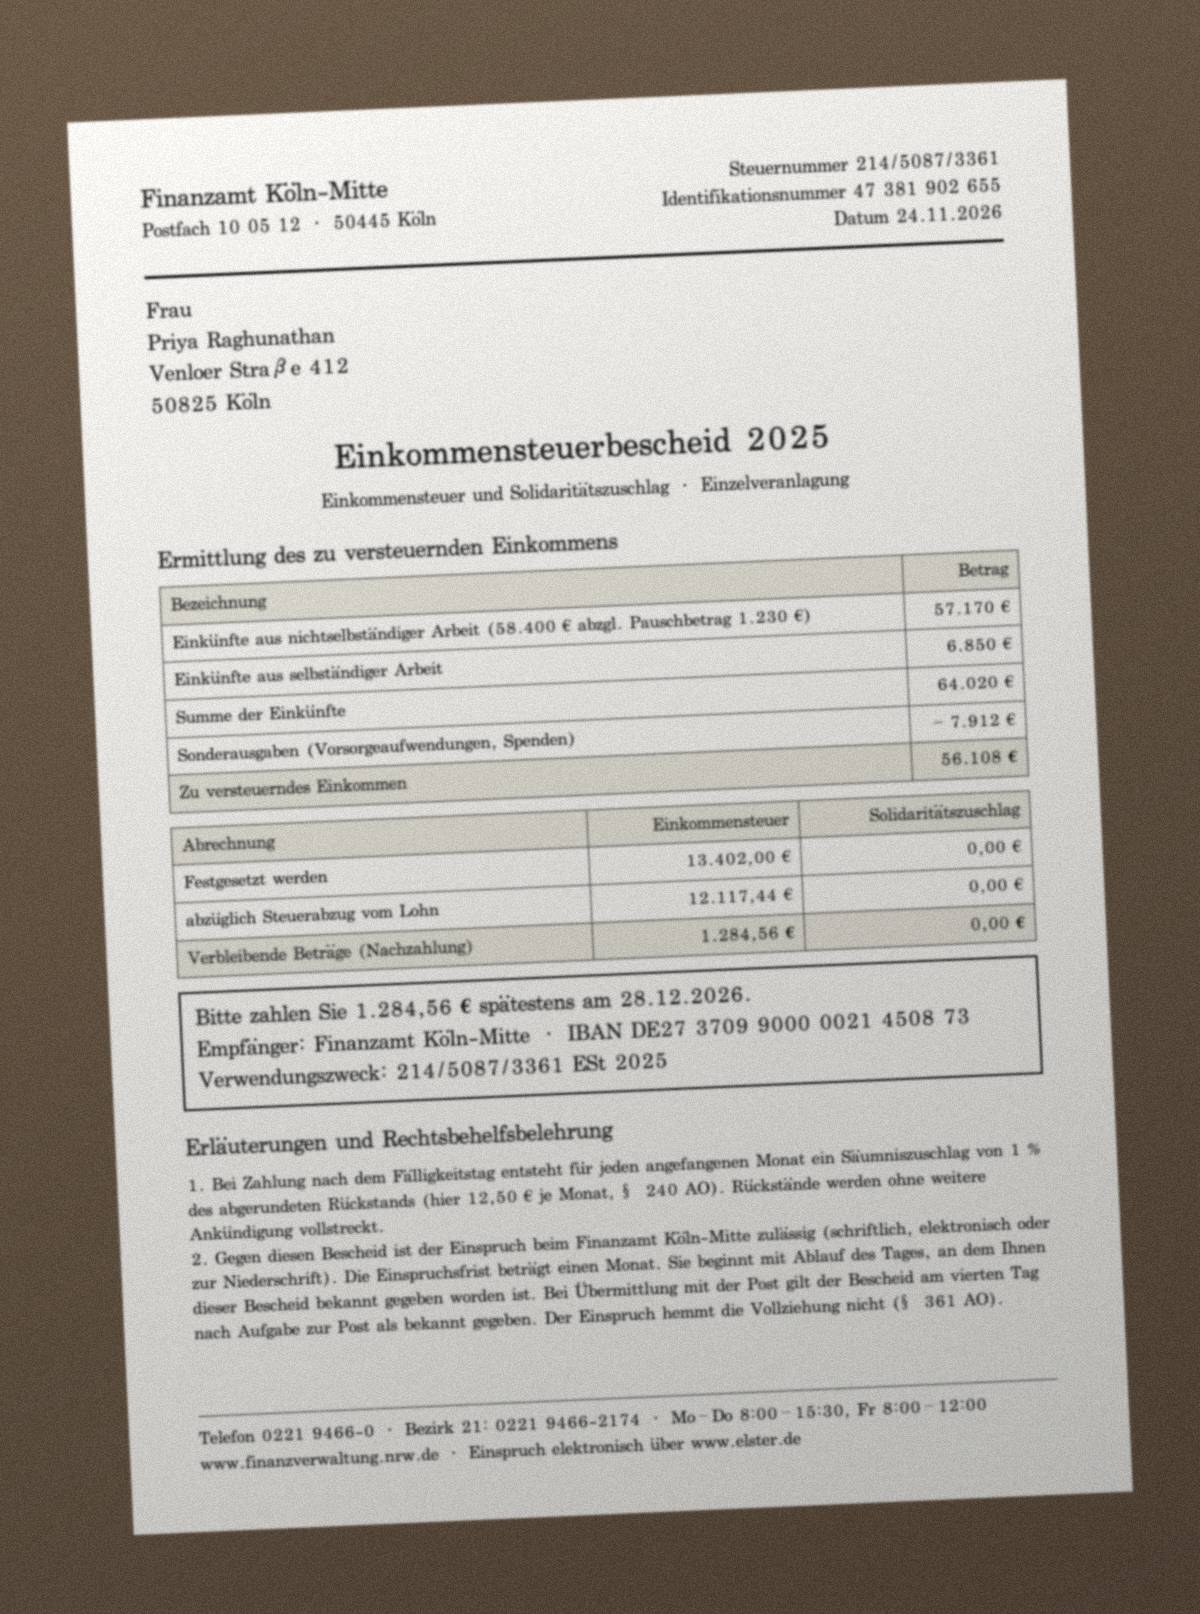 Finanzamt Köln-Mitte
Postfach 10 05 12 · 50445 Köln
Steuernummer 214/5087/3361
Identifikationsnummer 47 381 902 655
Datum 24.11.2026
Frau
Priya Raghunathan
Venloer Straße 412
50825 Köln
Einkommensteuerbescheid 2025
Einkommensteuer und Solidaritätszuschlag · Einzelveranlagung
Ermittlung des zu versteuernden Einkommens
Bezeichnung Betrag
Einkünfte aus nichtselbständiger Arbeit (58.400 € abzgl. Pauschbetrag 1.230 €) 57.170 €
Einkünfte aus selbständiger Arbeit 6.850 €
Summe der Einkünfte 64.020 €
Sonderausgaben (Vorsorgeaufwendungen, Spenden) – 7.912 €
Zu versteuerndes Einkommen 56.108 €
Abrechnung Einkommensteuer Solidaritätszuschlag
Festgesetzt werden 13.402,00 € 0,00 €
abzüglich Steuerabzug vom Lohn 12.117,44 € 0,00 €
Verbleibende Beträge (Nachzahlung) 1.284,56 € 0,00 €
Bitte zahlen Sie 1.284,56 € spätestens am 28.12.2026.
Empfänger: Finanzamt Köln-Mitte · IBAN DE27 3709 9000 0021 4508 73
Verwendungszweck: 214/5087/3361 ESt 2025
Erläuterungen und Rechtsbehelfsbelehrung
1. Bei Zahlung nach dem Fälligkeitstag entsteht für jeden angefangenen Monat ein Säumniszuschlag von 1 %
des abgerundeten Rückstands (hier 12,50 € je Monat, § 240 AO). Rückstände werden ohne weitere
Ankündigung vollstreckt.
2. Gegen diesen Bescheid ist der Einspruch beim Finanzamt Köln-Mitte zulässig (schriftlich, elektronisch oder
zur Niederschrift). Die Einspruchsfrist beträgt einen Monat. Sie beginnt mit Ablauf des Tages, an dem Ihnen
dieser Bescheid bekannt gegeben worden ist. Bei Übermittlung mit der Post gilt der Bescheid am vierten Tag
nach Aufgabe zur Post als bekannt gegeben. Der Einspruch hemmt die Vollziehung nicht (§ 361 AO).
Telefon 0221 9466-0 · Bezirk 21: 0221 9466-2174 · Mo–Do 8:00–15:30, Fr 8:00–12:00
www.finanzverwaltung.nrw.de · Einspruch elektronisch über www.elster.de